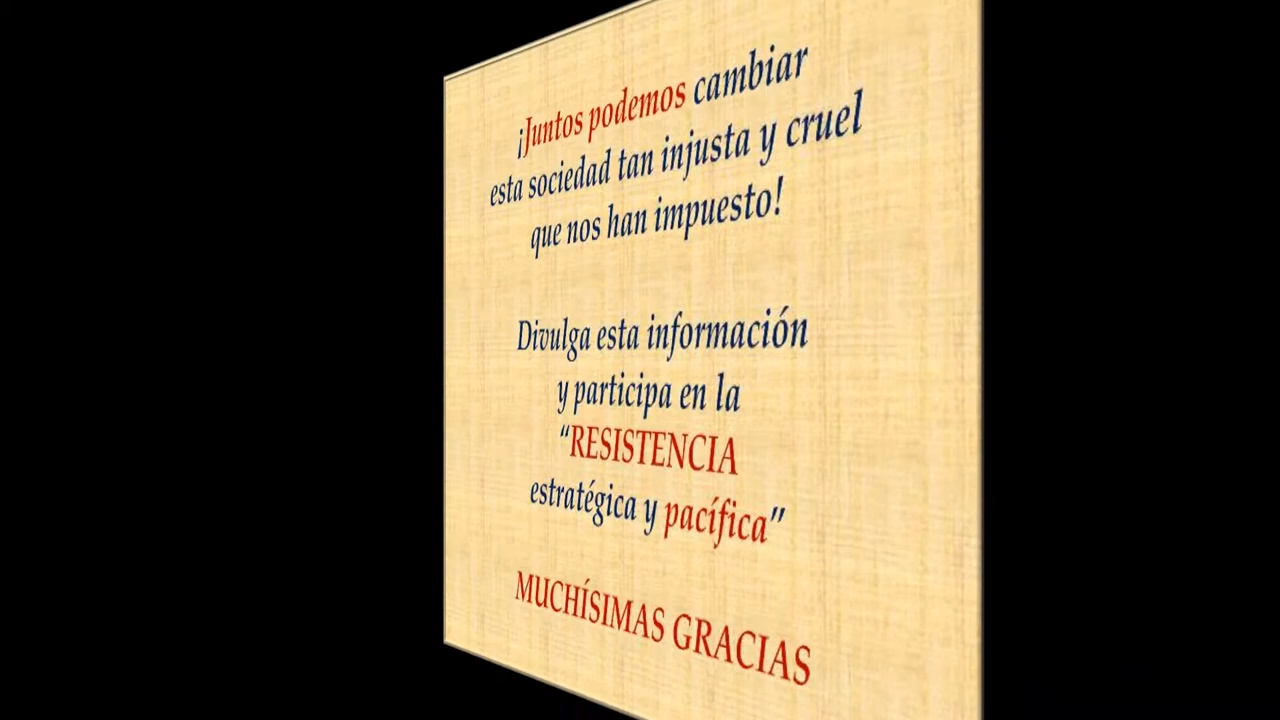 ¡Juntos podemos cambiar
esta sociedad tan injusta y cruel
que nos han impuesto!
Divulga esta información
y participa en la
“RESISTENCIA
estratégica y pacífica”
MUCHÍSIMAS GRACIAS